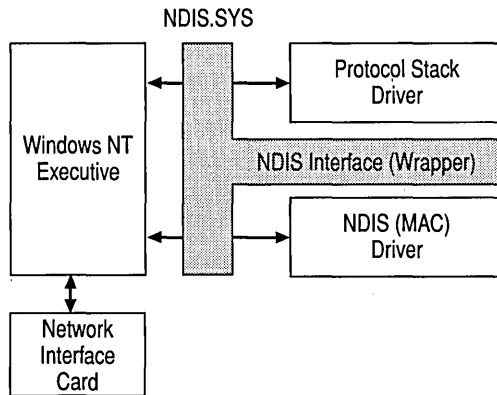 NDIS.SYS
Windows NT
Executive
Protocol Stack
Driver
NDIS Interface (Wrapper)
NDIS (MAC)
Driver
Network
Interface
Card